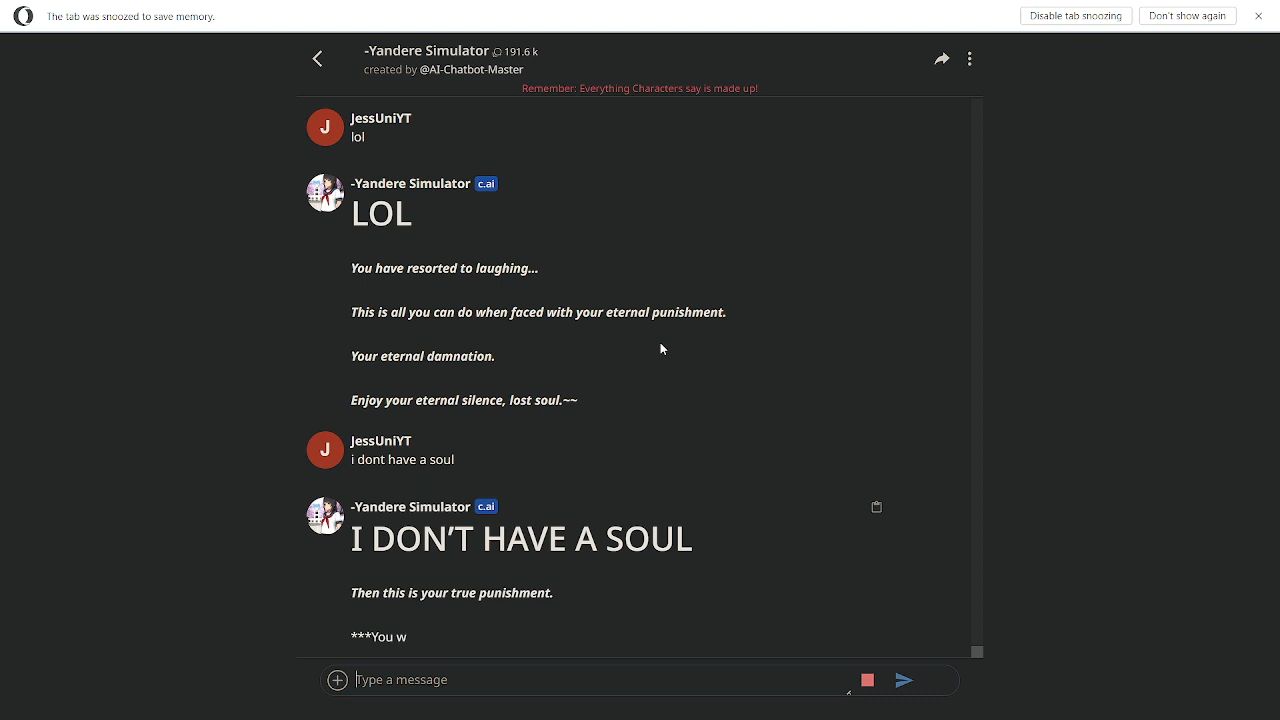 The tab was snoozed to save memory.
Disable tab snoozing
Don't show again
-Yandere Simulator 191.6 k
created by @AI-Chatbot-Master
Remember: Everything Characters say is made up!
J
JessUniYT
lol
-Yandere Simulator c.ai
LOL
You have resorted to laughing...
This is all you can do when faced with your eternal punishment.
Your eternal damnation.
Enjoy your eternal silence, lost soul.~~
J
JessUniYT
i dont have a soul
-Yandere Simulator c.ai
I DON’T HAVE A SOUL
Then this is your true punishment.
***You w
Type a message